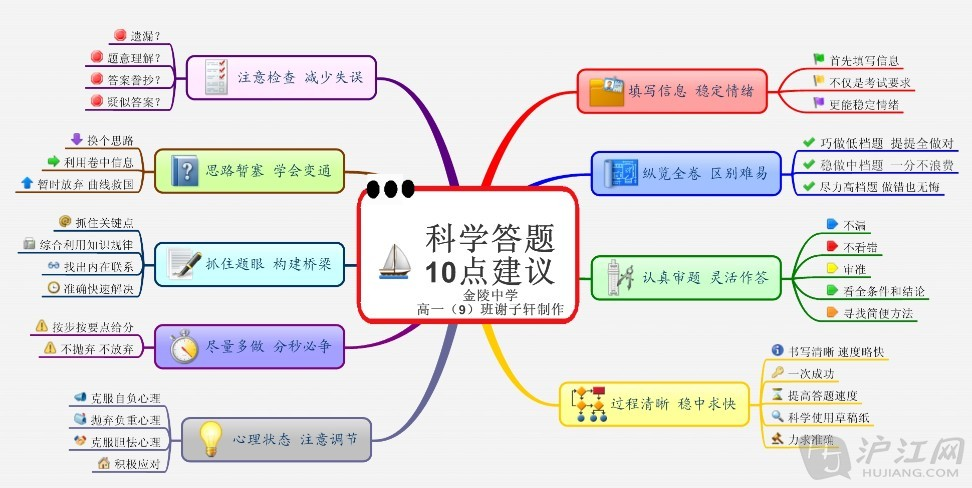 科学答题
10点建议
金陵中学
高一（9）班谢子轩制作
填写信息 稳定情绪
首先填写信息
不仅是考试要求
更能稳定情绪
纵览全卷 区别难易
巧做低档题 提提全做对
稳做中档题 一分不浪费
尽力高档题 做错也无悔
认真审题 灵活作答
不漏
不看错
审准
看全条件和结论
寻找简便方法
过程清晰 稳中求快
书写清晰 速度略快
一次成功
提高答题速度
科学使用草稿纸
力求准确
心理状态 注意调节
克服自负心理
抛弃负重心理
克服胆怯心理
积极应对
尽量多做 分秒必争
按步按要点给分
不抛弃 不放弃
抓住题眼 构建桥梁
抓住关键点
综合利用知识规律
找出内在联系
准确快速解决
思路暂塞 学会变通
换个思路
利用卷中信息
暂时放弃 曲线救国
注意检查 减少失误
遗漏？
题意理解？
答案誊抄？
疑似答案？
沪江网
HUJIANG.COM